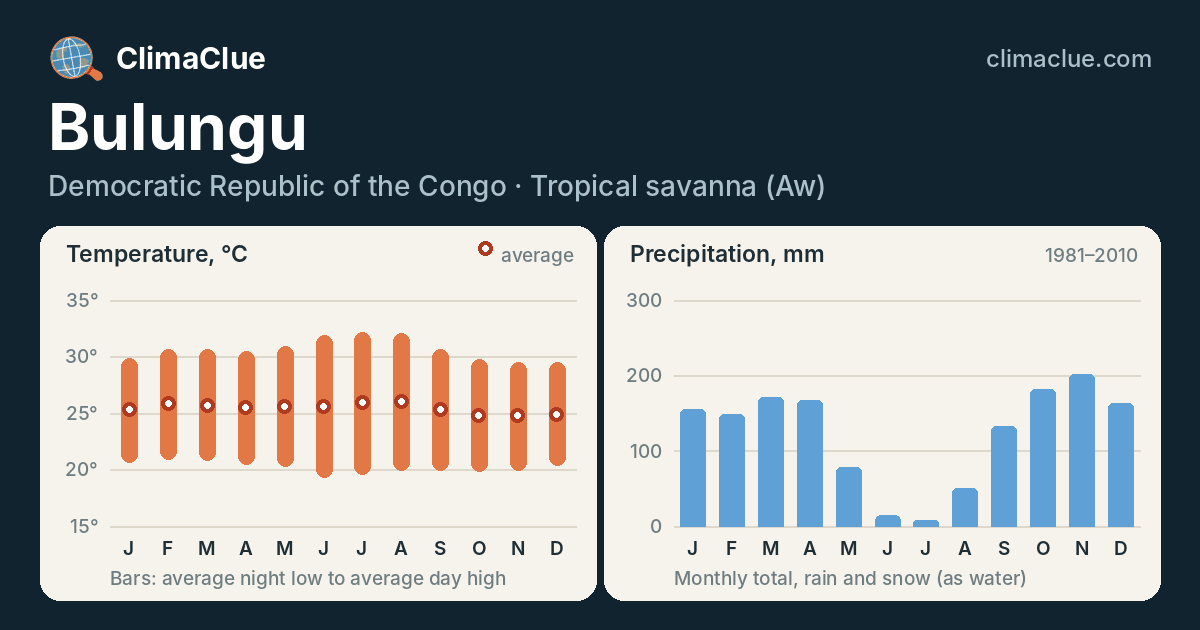 ClimaClue
climaclue.com
Bulungu
Democratic Republic of the Congo · Tropical savanna (Aw)
Temperature, °C
average
35°
30°
25°
20°
15°
J F M A M J J A S O N D
Bars: average night low to average day high
Precipitation, mm
1981–2010
300
200
100
0
J F M A M J J A S O N D
Monthly total, rain and snow (as water)